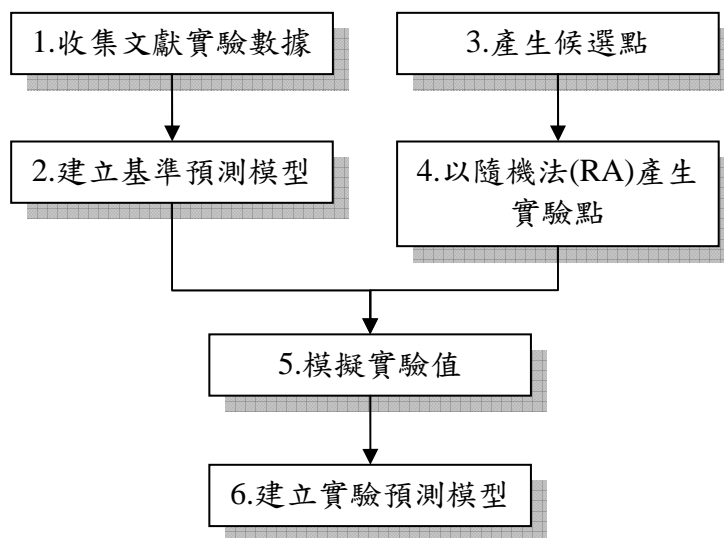 1.收集文獻實驗數據
3.產生候選點
2.建立基準預測模型
4.以隨機法(RA)產生
實驗點
5.模擬實驗值
6.建立實驗預測模型